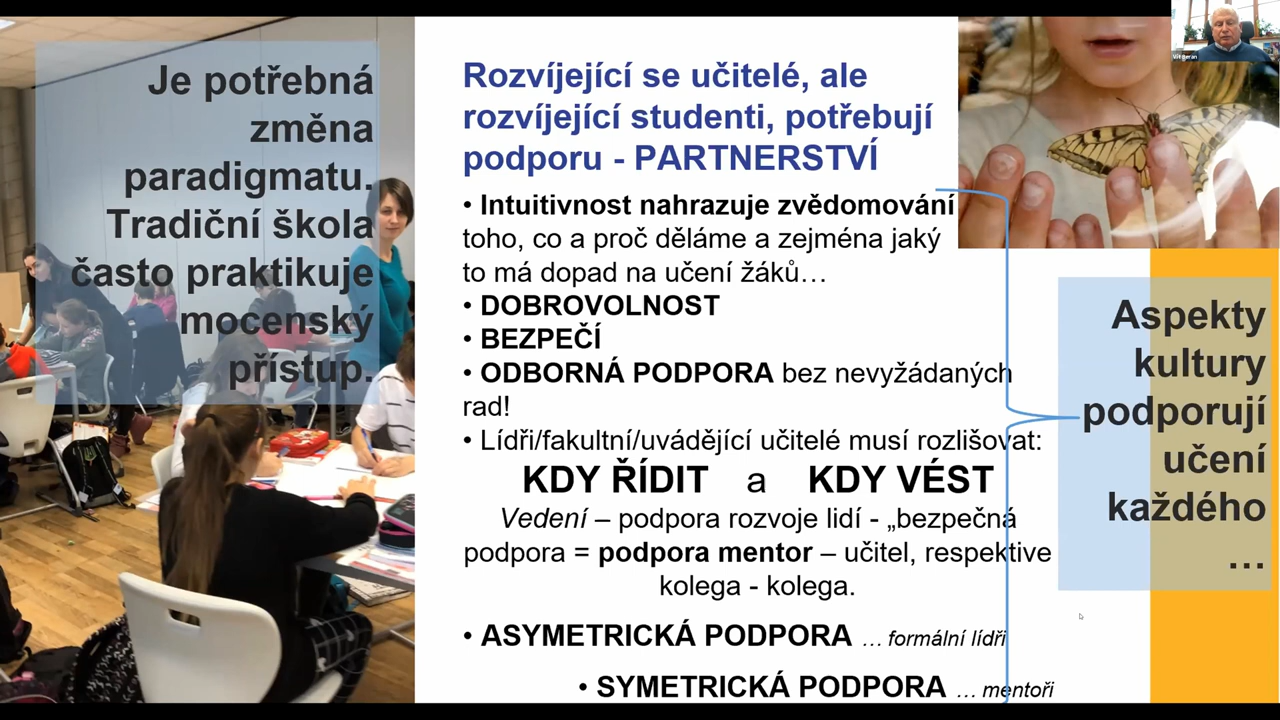 Je potřebná
změna
paradigmatu.
Tradiční škola
často praktikuje
mocenský
přístup.
Rozvíjející se učitelé, ale
rozvíjející studenti, potřebují
podporu - PARTNERSTVÍ
• Intuitivnost nahrazuje zvědomování
toho, co a proč děláme a zejména jaký
to má dopad na učení žáků…
• DOBROVOLNOST
• BEZPEČÍ
• ODBORNÁ PODPORA bez nevyžádaných
rad!
• Lídři/fakultní/uvádějící učitelé musí rozlišovat:
KDY ŘÍDIT a KDY VÉST
Vedení – podpora rozvoje lidí - „bezpečná
podpora = podpora mentor – učitel, respektive
kolega - kolega.
• ASYMETRICKÁ PODPORA … formální lídři
• SYMETRICKÁ PODPORA … mentoři
Aspekty
kultury
podporují
učení
každého
…